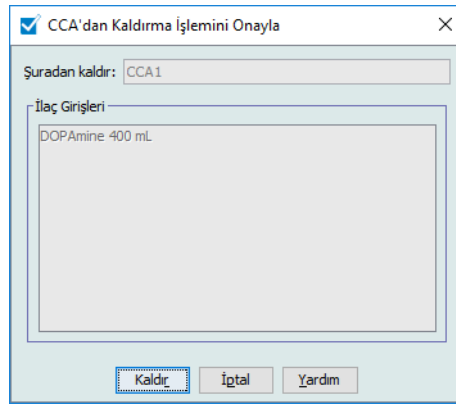 CCA'dan Kaldırma İşlemini Onayla
Şuradan kaldır: CCA1
İlaç Girişleri
DOPAmine 400 mL
Kaldır İptal Yardım